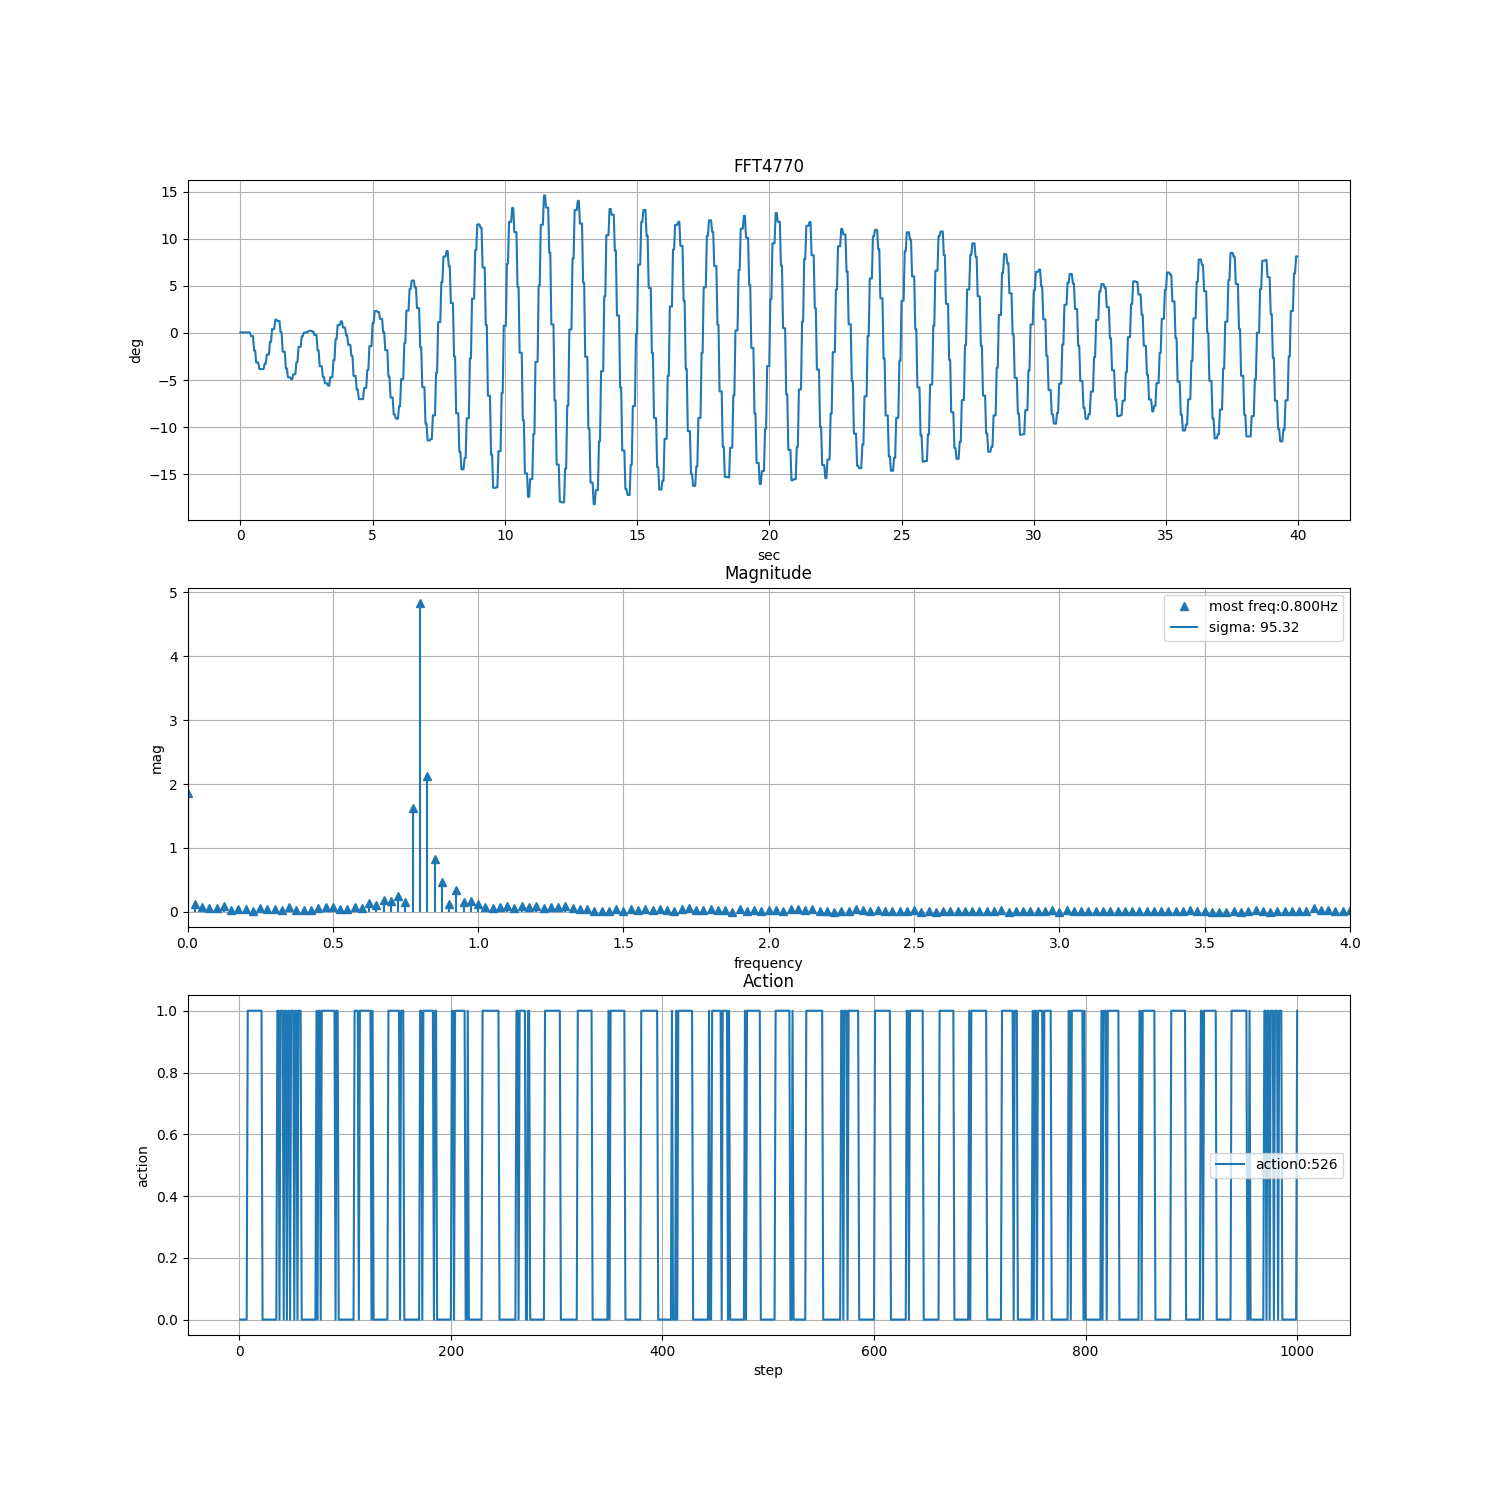 FFT4770
15
10
5
0
−5
−10
−15
deg
0 5 10 15 20 25 30 35 40
sec
Magnitude
5
4
3
2
1
0
mag
most freq:0.800Hz
sigma: 95.32
0.0 0.5 1.0 1.5 2.0 2.5 3.0 3.5 4.0
frequency
Action
1.0
0.8
0.6
0.4
0.2
0.0
action
action0:526
0 200 400 600 800 1000
step